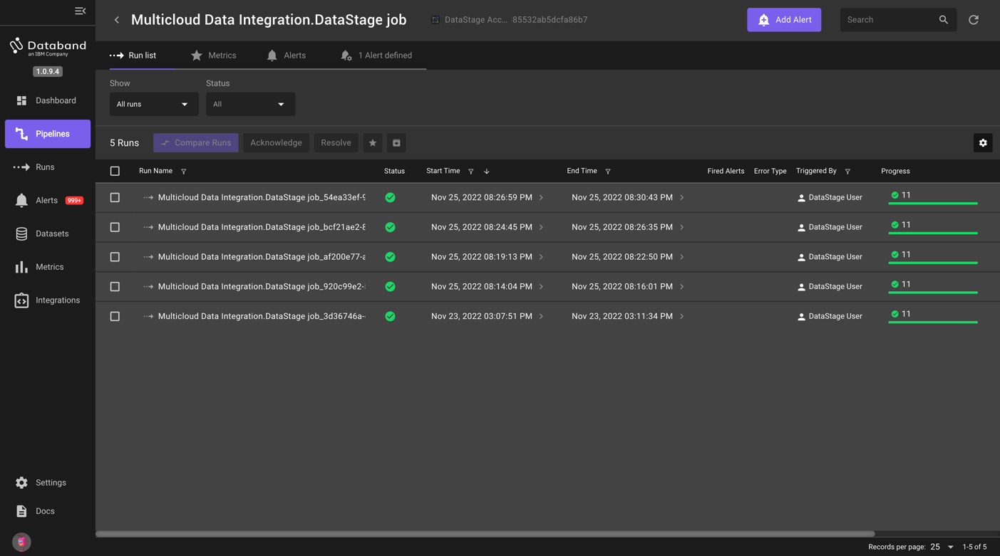 Multicloud Data Integration.DataStage job
DataStage Acc... :85532ab5dcfa86b7
Add Alert
Search
Databand
an IBM Company
1.0.9.4
Dashboard
Pipelines
Runs
Alerts 999+
Datasets
Metrics
Integrations
Settings
Docs
Run list
Metrics
Alerts
1 Alert defined
Show
Status
All runs
All
5 Runs
Compare Runs
Acknowledge
Resolve
Run Name Status Start Time End Time Fired Alerts Error Type Triggered By Progress
Multicloud Data Integration.DataStage job_54ea33ef-9 Nov 25, 2022 08:26:59 PM Nov 25, 2022 08:30:43 PM DataStage User 11
Multicloud Data Integration.DataStage job_bcf21ae2-8 Nov 25, 2022 08:24:45 PM Nov 25, 2022 08:26:35 PM DataStage User 11
Multicloud Data Integration.DataStage job_af200e77-a Nov 25, 2022 08:19:13 PM Nov 25, 2022 08:22:50 PM DataStage User 11
Multicloud Data Integration.DataStage job_920c99e2- Nov 25, 2022 08:14:04 PM Nov 25, 2022 08:16:01 PM DataStage User 11
Multicloud Data Integration.DataStage job_3d36746a- Nov 23, 2022 03:07:51 PM Nov 23, 2022 03:11:34 PM DataStage User 11
Records per page: 25 1-5 of 5